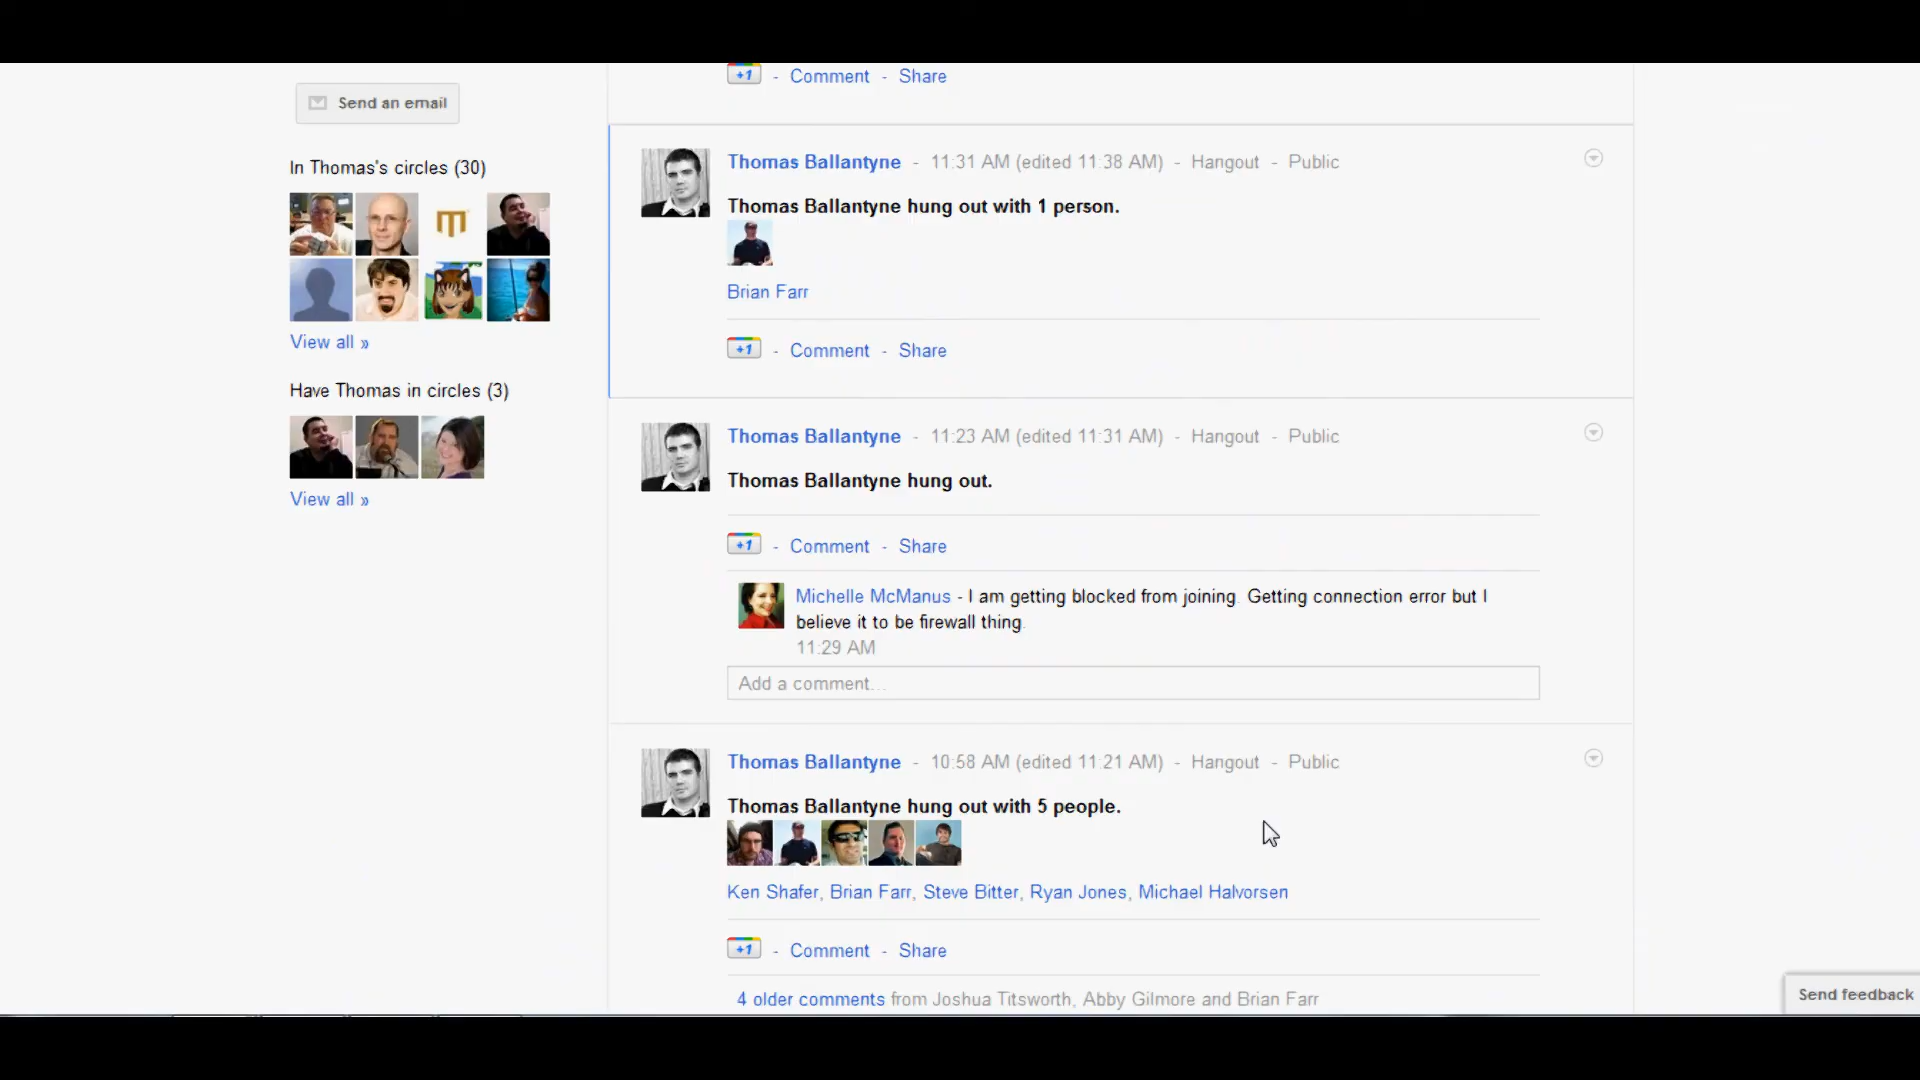 Send an email
In Thomas's circles (30)
View all »
Have Thomas in circles (3)
View all »
+1 - Comment - Share
Thomas Ballantyne - 11:31 AM (edited 11:38 AM) - Hangout - Public
Thomas Ballantyne hung out with 1 person.
Brian Farr
+1 - Comment - Share
Thomas Ballantyne - 11:23 AM (edited 11:31 AM) - Hangout - Public
Thomas Ballantyne hung out.
+1 - Comment - Share
Michelle McManus - I am getting blocked from joining. Getting connection error but I
believe it to be firewall thing.
11:29 AM
Add a comment...
Thomas Ballantyne - 10:58 AM (edited 11:21 AM) - Hangout - Public
Thomas Ballantyne hung out with 5 people.
Ken Shafer, Brian Farr, Steve Bitter, Ryan Jones, Michael Halvorsen
+1 - Comment - Share
4 older comments from Joshua Titsworth, Abby Gilmore and Brian Farr
Send feedback